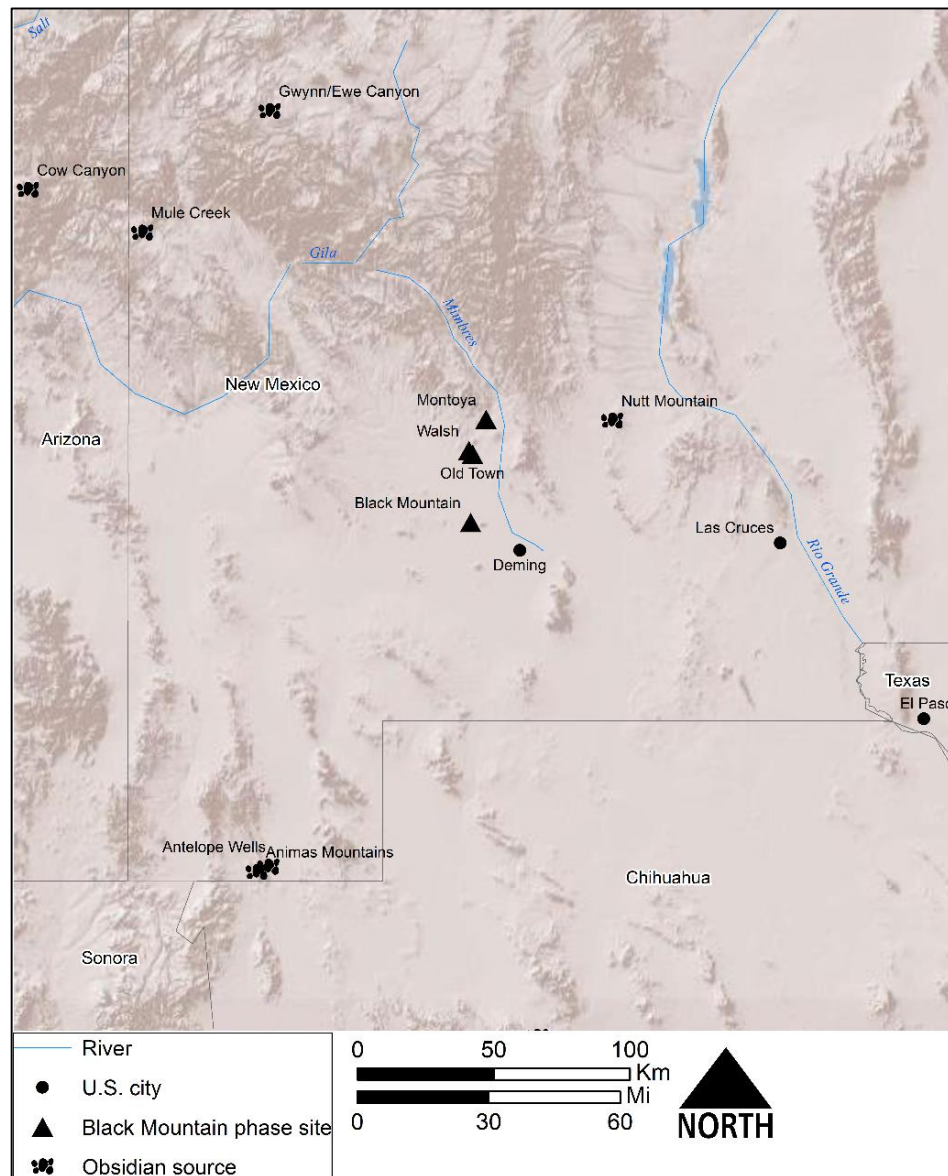 Salt
Gwynn/Ewe Canyon
Cow Canyon
Mule Creek
Gila
Mimbres
New Mexico
Montoya
Nutt Mountain
Arizona
Walsh
Old Town
Black Mountain
Las Cruces
Deming
Rio Grande
Texas
El Paso
Antelope Wells
Animas Mountains
Chihuahua
Sonora
River
U.S. city
Black Mountain phase site
Obsidian source
0 50 100
Km
Mi
0 30 60
NORTH